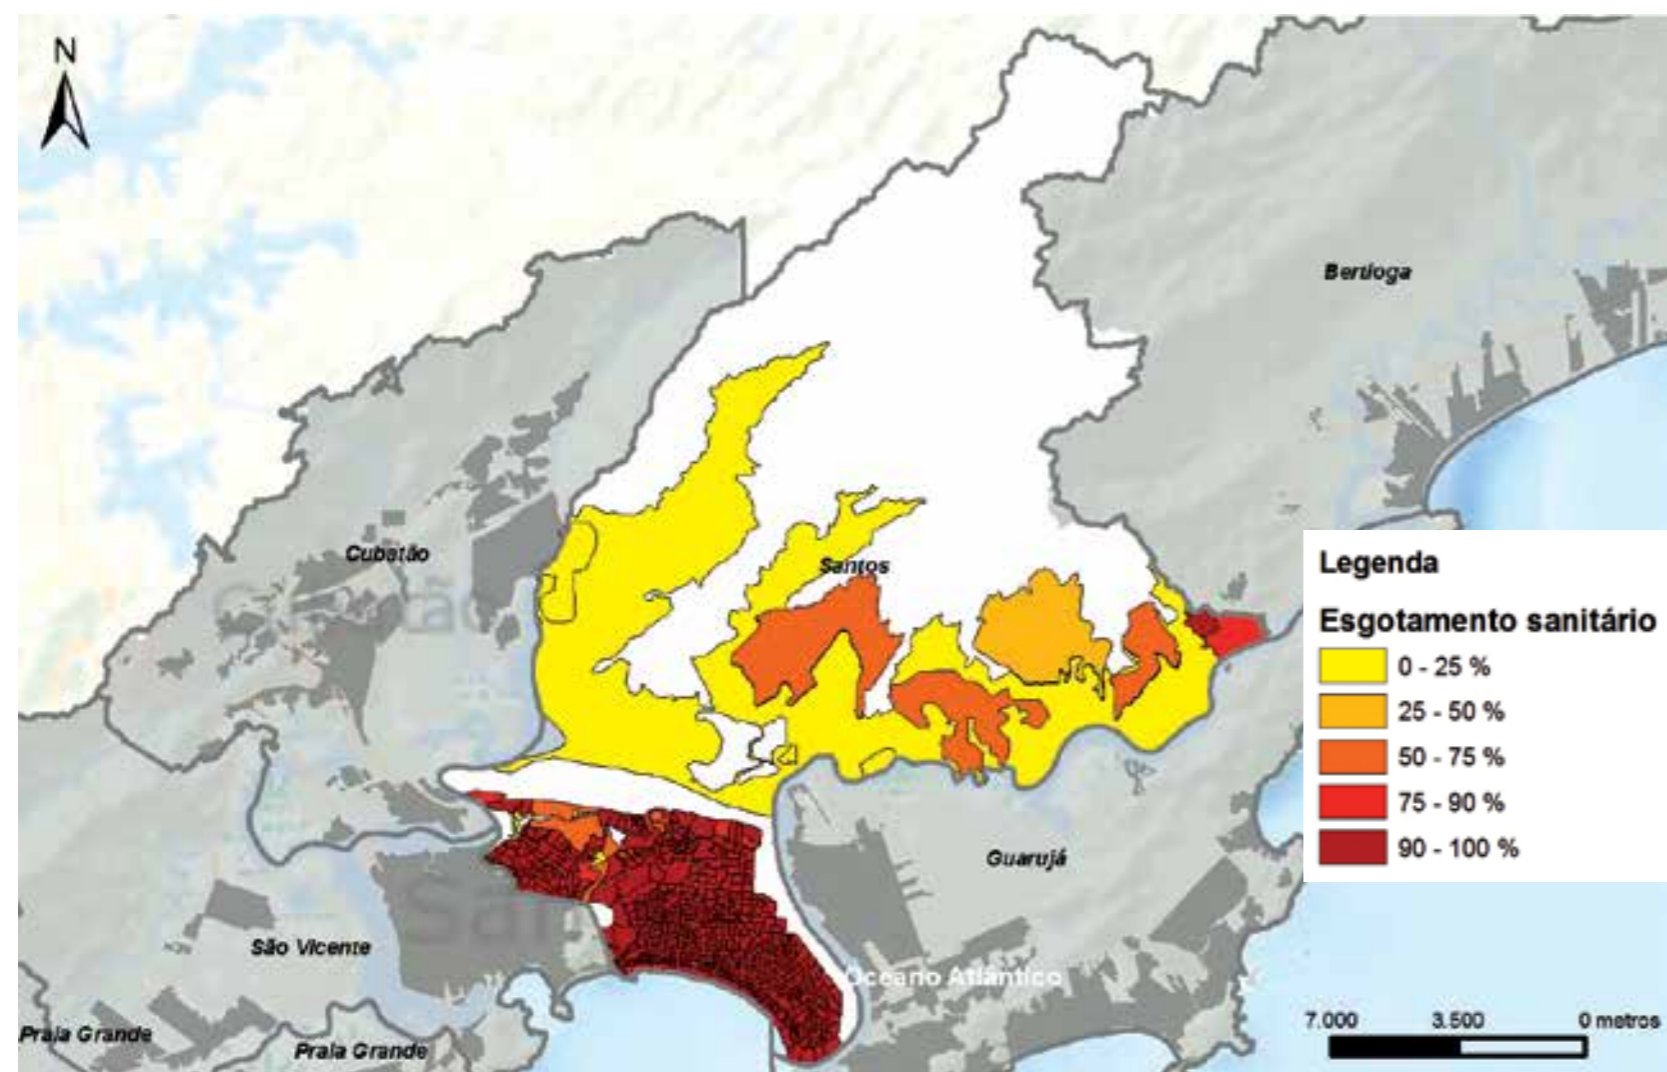 N
Bertioga
Cubatão
Santos
Legenda
Esgotamento sanitário
0 - 25 %
25 - 50 %
50 - 75 %
75 - 90 %
90 - 100 %
Guarujá
São Vicente
Oceano Atlântico
Praia Grande
Praia Grande
7.000 3.500 0 metros